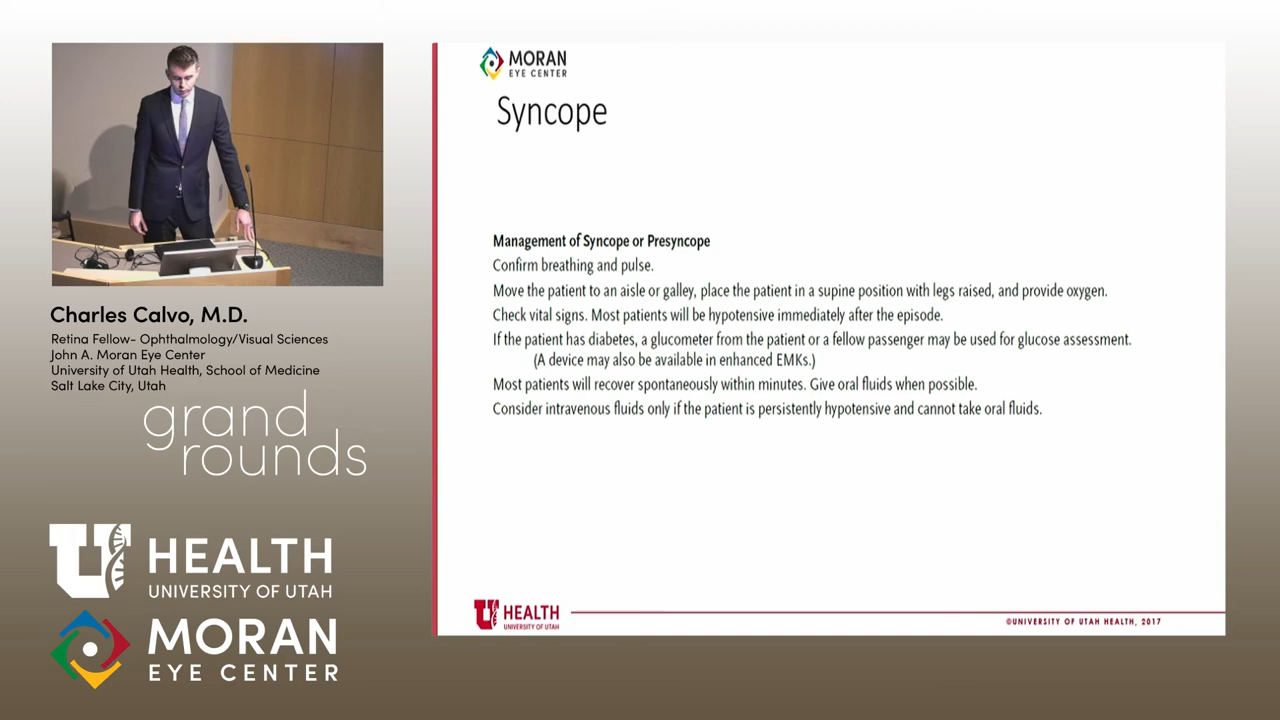 Charles Calvo, M.D.
Retina Fellow- Ophthalmology/Visual Sciences
John A. Moran Eye Center
University of Utah Health, School of Medicine
Salt Lake City, Utah
grand
rounds
U HEALTH
UNIVERSITY OF UTAH
MORAN
EYE CENTER
MORAN
EYE CENTER
Syncope
Management of Syncope or Presyncope
Confirm breathing and pulse.
Move the patient to an aisle or galley, place the patient in a supine position with legs raised, and provide oxygen.
Check vital signs. Most patients will be hypotensive immediately after the episode.
If the patient has diabetes, a glucometer from the patient or a fellow passenger may be used for glucose assessment.
(A device may also be available in enhanced EMKs.)
Most patients will recover spontaneously within minutes. Give oral fluids when possible.
Consider intravenous fluids only if the patient is persistently hypotensive and cannot take oral fluids.
U HEALTH
UNIVERSITY OF UTAH
©UNIVERSITY OF UTAH HEALTH, 2017